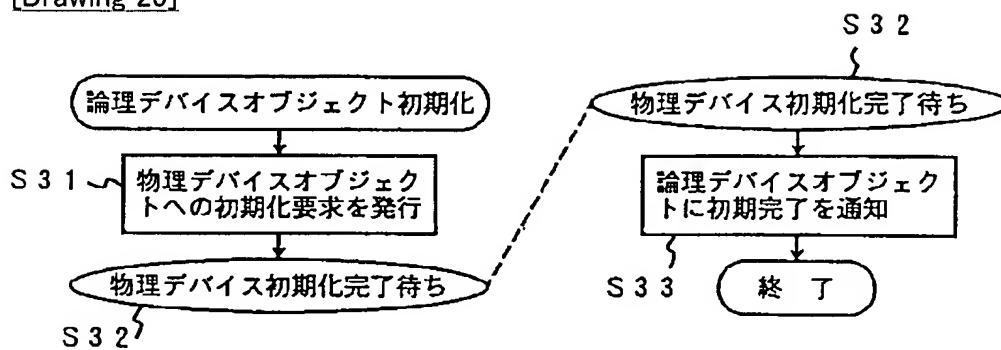 [Drawing 20]
論理デバイスオブジェクト初期化
S31
物理デバイスオブジェク
トへの初期化要求を発行
物理デバイス初期化完了待ち
S32
S32
物理デバイス初期化完了待ち
論理デバイスオブジェク
トに初期完了を通知
S33
終 了